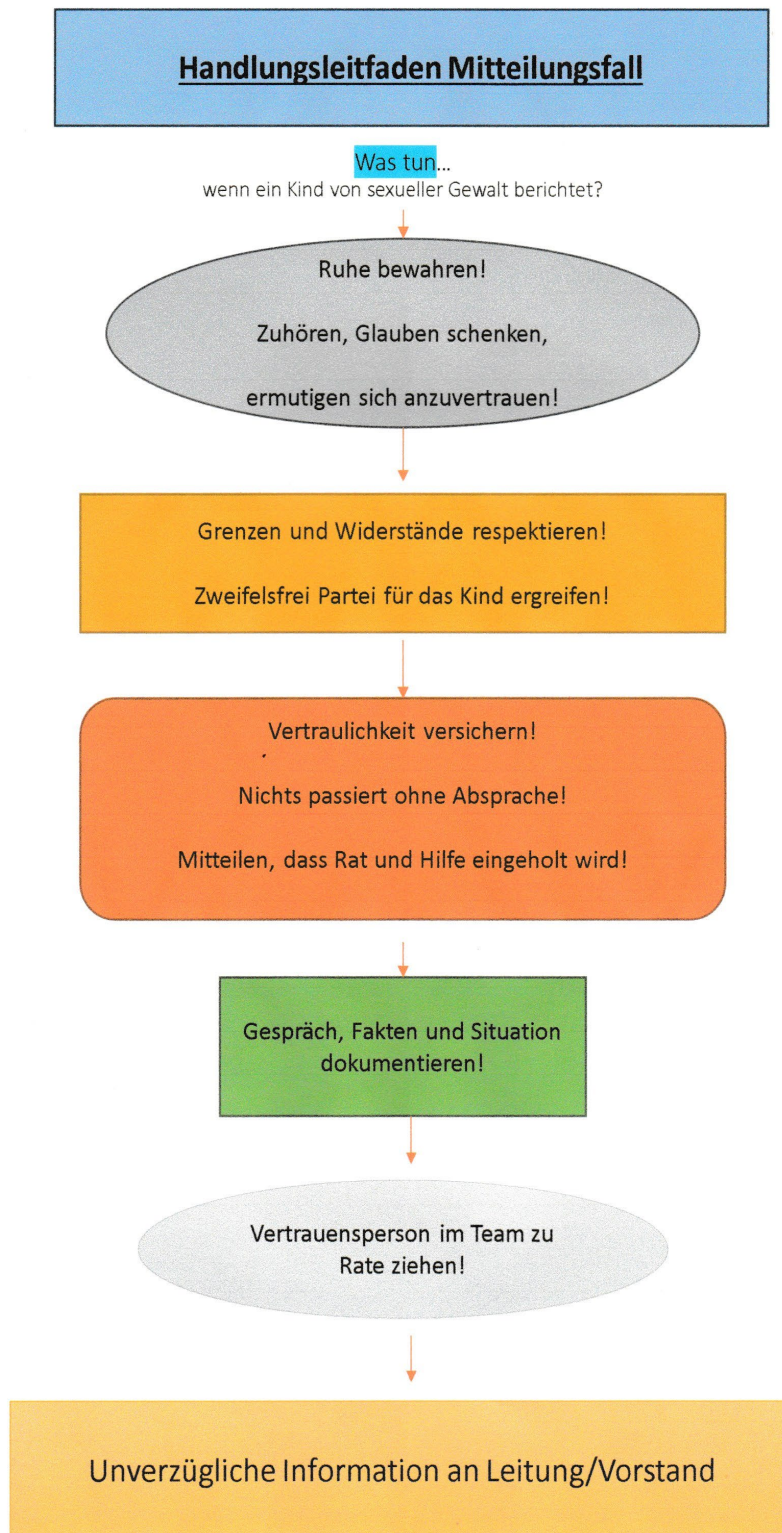 Handlungsleitfaden Mitteilungsfall
Was tun...
wenn ein Kind von sexueller Gewalt berichtet?
Ruhe bewahren!
Zuhören, Glauben schenken,
ermutigen sich anzuvertrauen!
Grenzen und Widerstände respektieren!
Zweifelsfrei Partei für das Kind ergreifen!
Vertraulichkeit versichern!
Nichts passiert ohne Absprache!
Mitteilen, dass Rat und Hilfe eingeholt wird!
Gespräch, Fakten und Situation
dokumentieren!
Vertrauensperson im Team zu
Rate ziehen!
Unverzügliche Information an Leitung/Vorstand